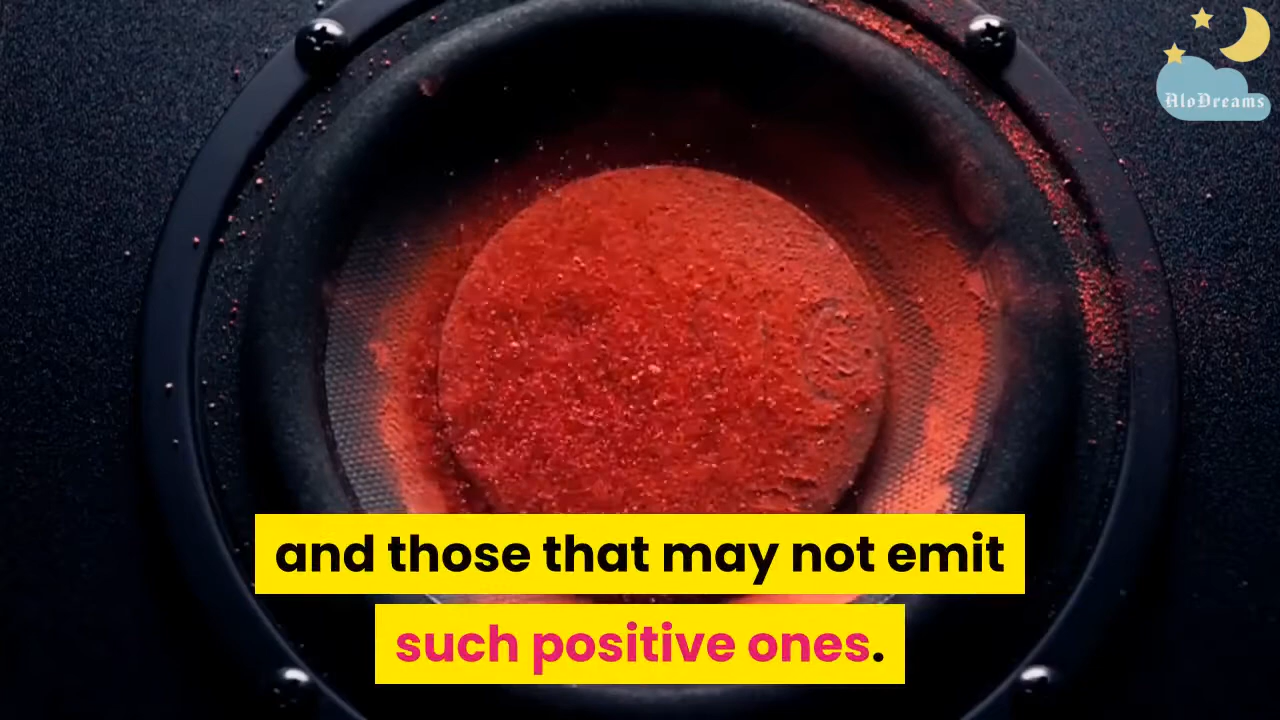 AloDreams
and those that may not emit
such positive ones.